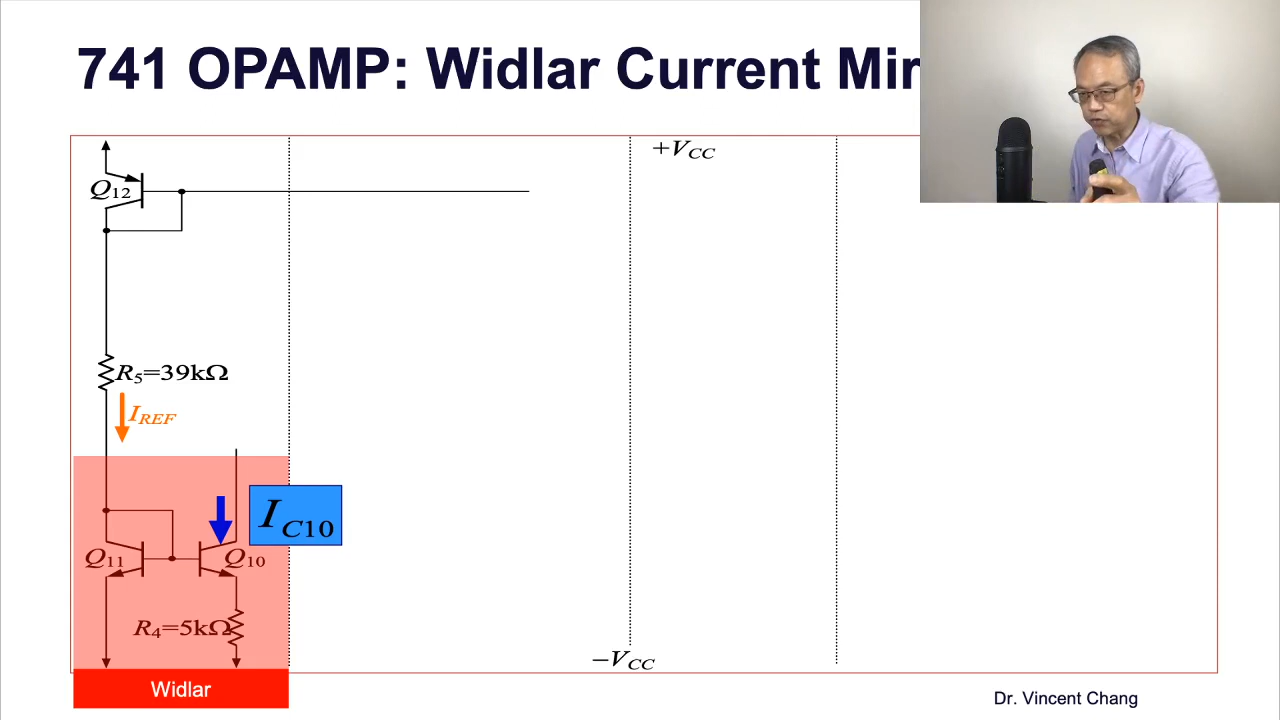 741 OPAMP: Widlar Current Mir
+VCC
Q12
R5=39kΩ
IREF
IC10
Q11
Q10
R4=5kΩ
−VCC
Widlar
Dr. Vincent Chang